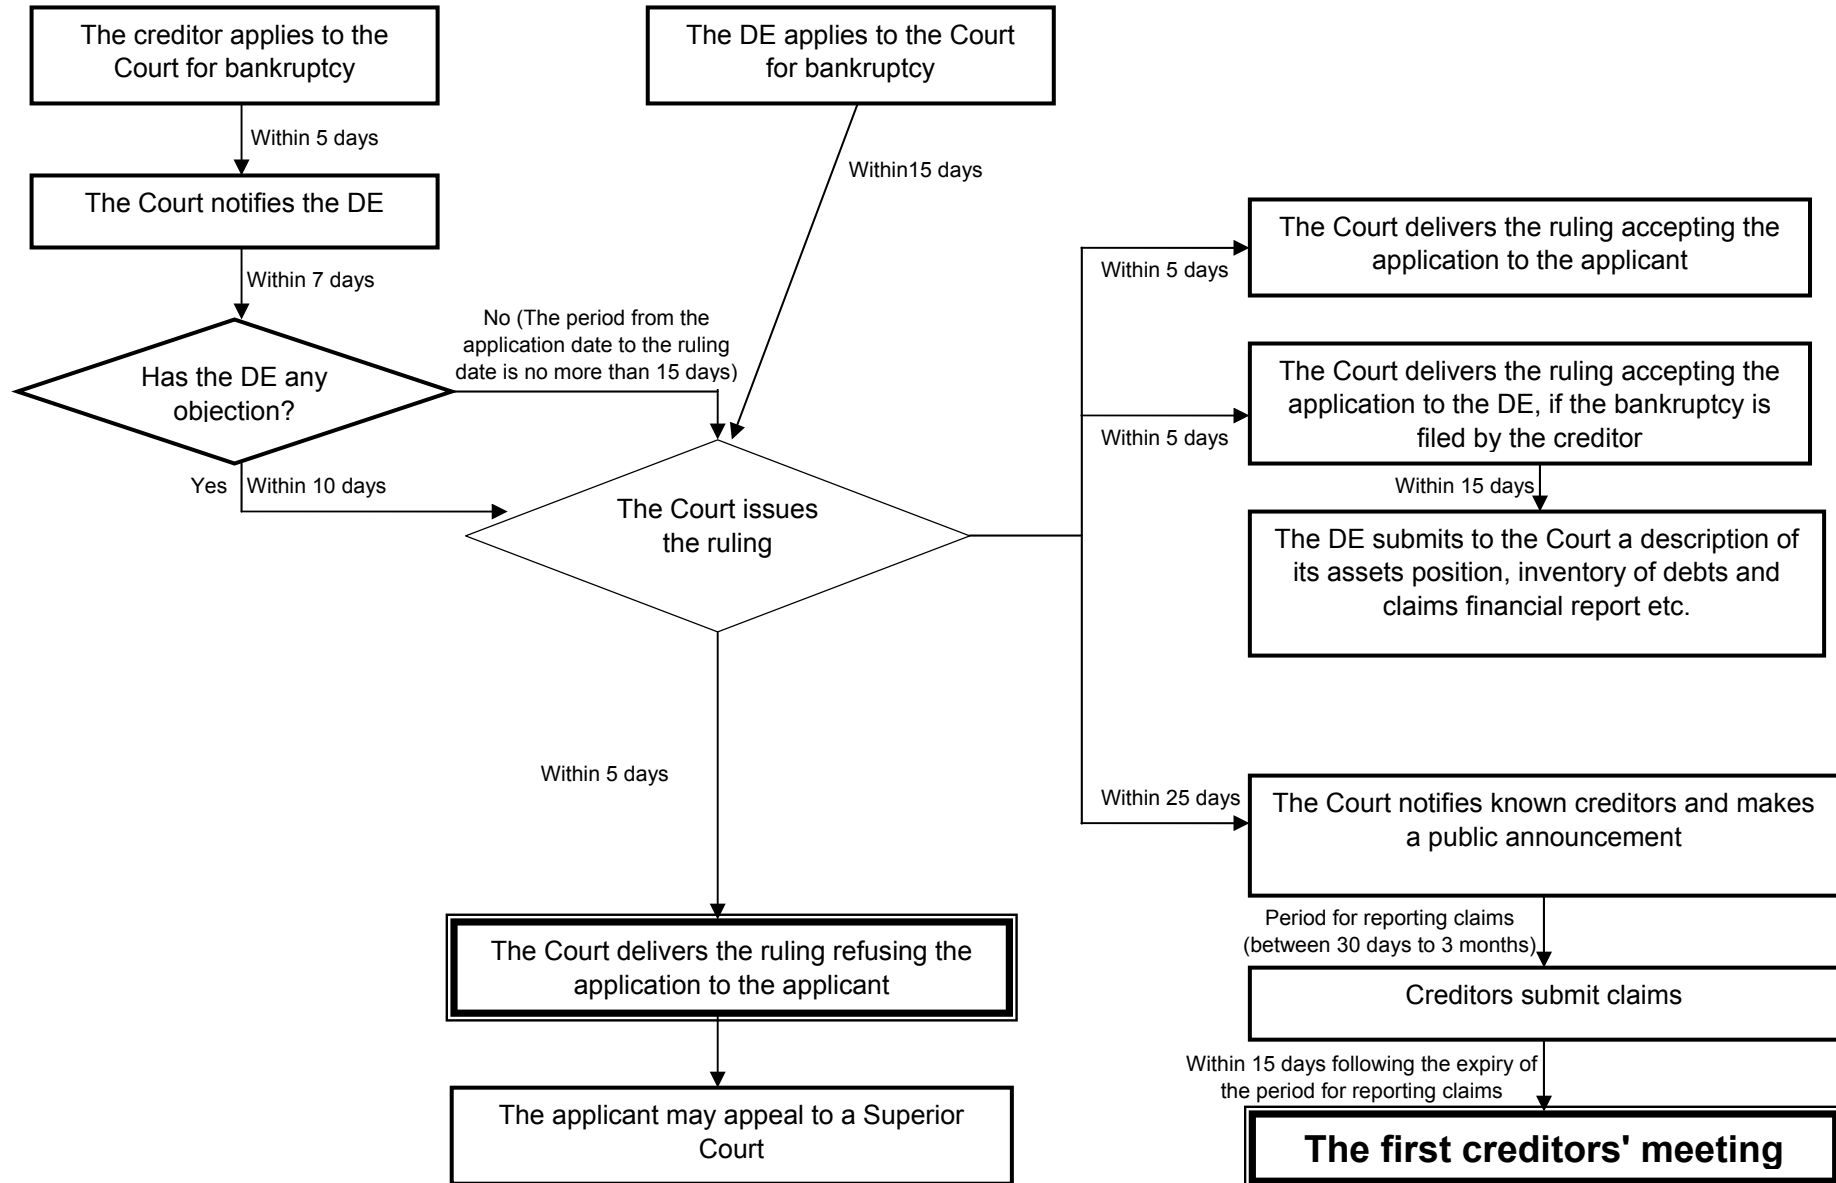 The creditor applies to the
Court for bankruptcy
The DE applies to the Court
for bankruptcy
Within 5 days
Within15 days
The Court notifies the DE
Within 7 days
The Court delivers the ruling accepting the
application to the applicant
Within 5 days
No (The period from the
application date to the ruling
date is no more than 15 days)
Has the DE any
objection?
The Court delivers the ruling accepting the
application to the DE, if the bankruptcy is
filed by the creditor
Within 5 days
Yes
Within 10 days
Within 15 days
The Court issues
the ruling
The DE submits to the Court a description of
its assets position, inventory of debts and
claims financial report etc.
Within 5 days
Within 25 days
The Court notifies known creditors and makes
a public announcement
Period for reporting claims
(between 30 days to 3 months)
The Court delivers the ruling refusing the
application to the applicant
Creditors submit claims
Within 15 days following the expiry of
the period for reporting claims
The applicant may appeal to a Superior
Court
The first creditors' meeting